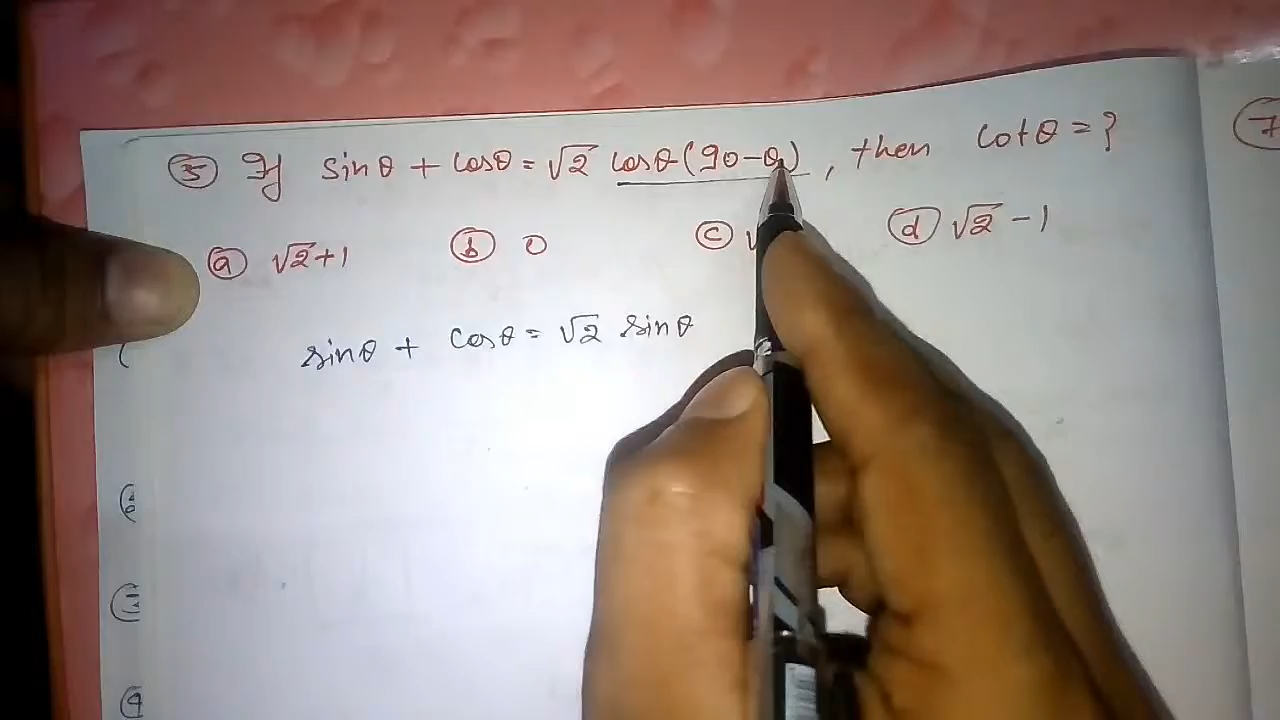 ⑤ If sinθ + cosθ = √2 cosθ(90-θ), then cotθ = ?
ⓐ √2+1 ⓑ 0 ⓒ ⓓ √2-1
sinθ + cosθ = √2 sinθ